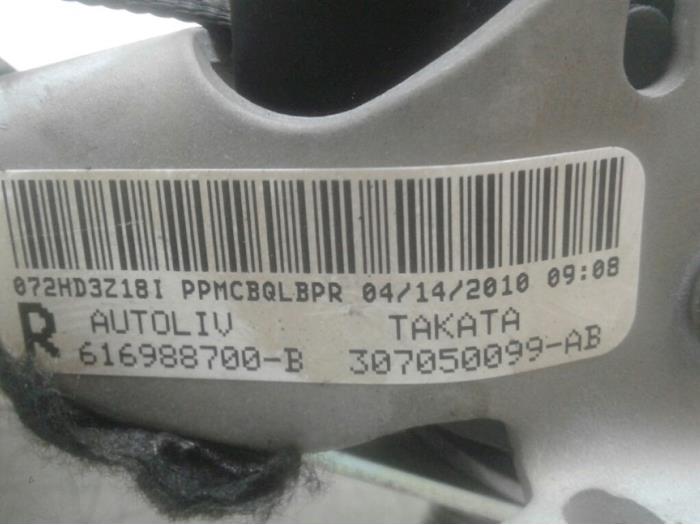 072HD3Z18I PPMCBQLBPR 04/14/2010 09:08
R AUTOLIV TAKATA
616988700-B 307050099-AB